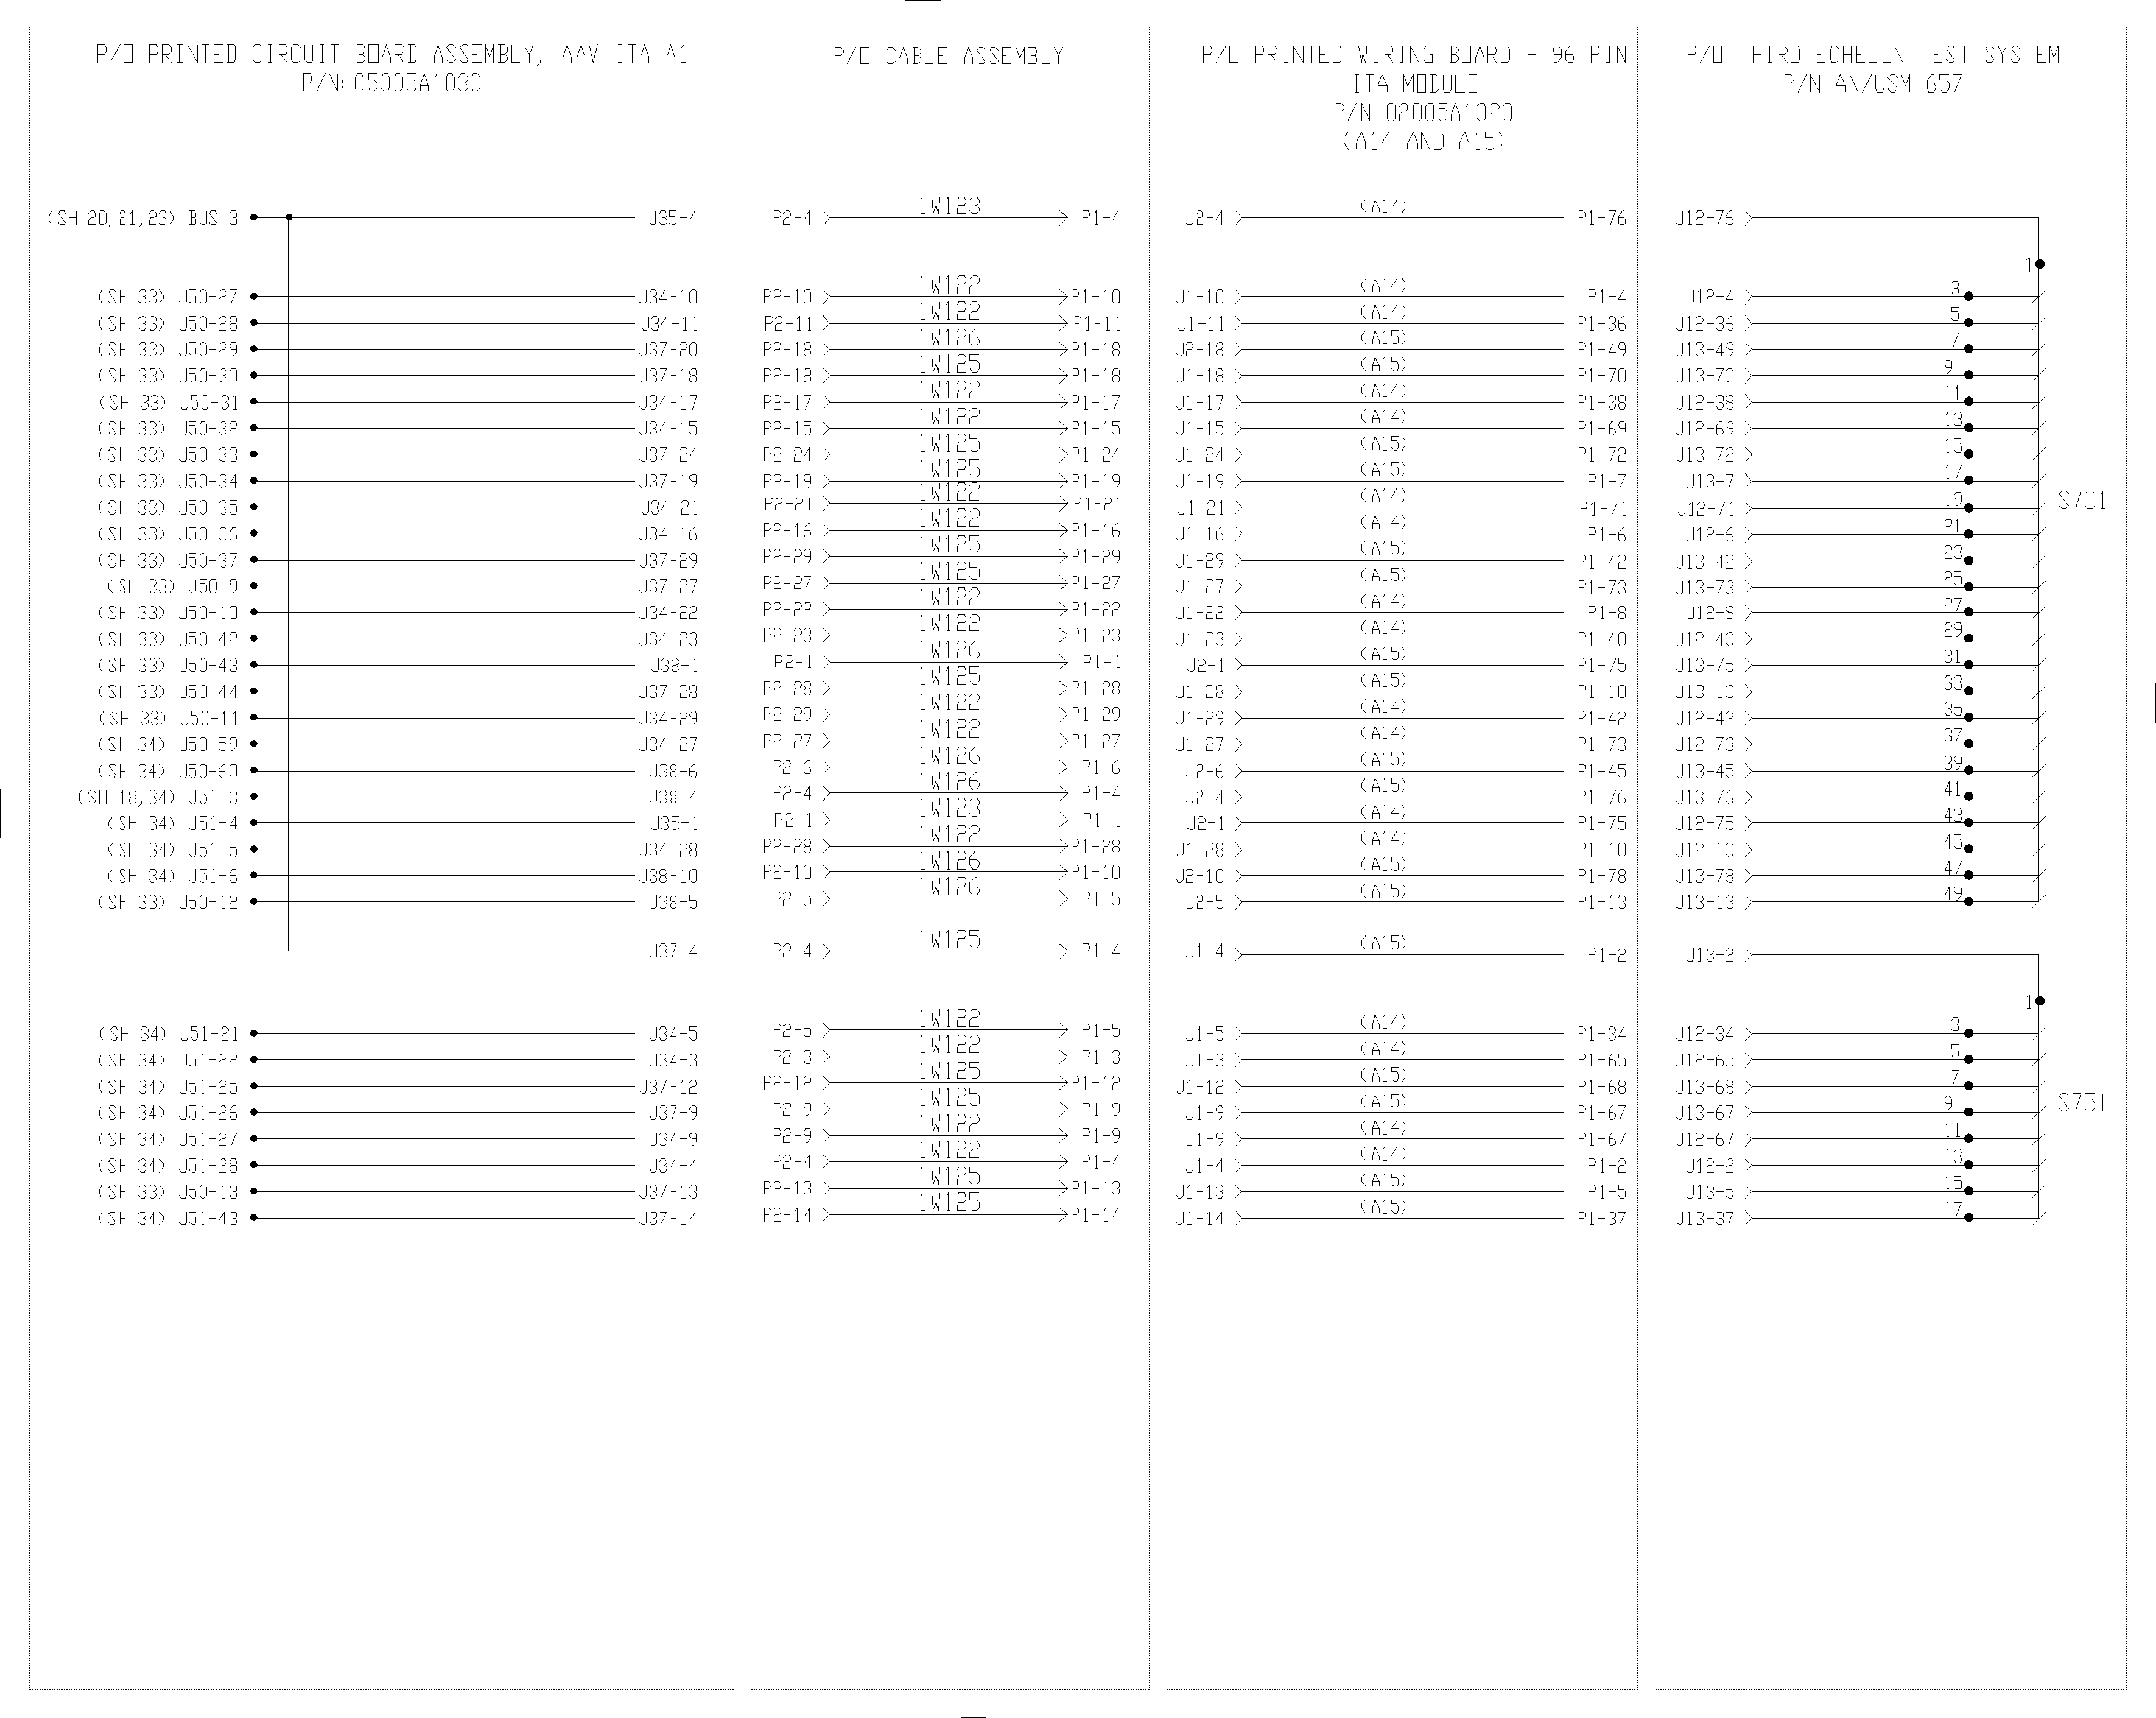 P/O PRINTED CIRCUIT BOARD ASSEMBLY, AAV ITA A1
P/N: 05005A1030
P/O CABLE ASSEMBLY
P/O PRINTED WIRING BOARD - 96 PIN
ITA MODULE
P/N: 02005A1020
(A14 AND A15)
P/O THIRD ECHELON TEST SYSTEM
P/N AN/USM-657
(SH 20,21,23) BUS 3 J35-4 P2-4 1W123 P1-4 J2-4 (A14) P1-76 J12-76
1
(SH 33) J50-27 J34-10 P2-10 1W122 P1-10 J1-10 (A14) P1-4 J12-4 3
(SH 33) J50-28 J34-11 P2-11 1W122 P1-11 J1-11 (A14) P1-36 J12-36 5
(SH 33) J50-29 J37-20 P2-18 1W126 P1-18 J2-18 (A15) P1-49 J13-49 7
(SH 33) J50-30 J37-18 P2-18 1W125 P1-18 J1-18 (A15) P1-70 J13-70 9
(SH 33) J50-31 J34-17 P2-17 1W122 P1-17 J1-17 (A14) P1-38 J12-38 11
(SH 33) J50-32 J34-15 P2-15 1W122 P1-15 J1-15 (A14) P1-69 J12-69 13
(SH 33) J50-33 J37-24 P2-24 1W125 P1-24 J1-24 (A15) P1-72 J13-72 15
(SH 33) J50-34 J37-19 P2-19 1W125 P1-19 J1-19 (A15) P1-7 J13-7 17
(SH 33) J50-35 J34-21 P2-21 1W122 P1-21 J1-21 (A14) P1-71 J12-71 19 S701
(SH 33) J50-36 J34-16 P2-16 1W122 P1-16 J1-16 (A14) P1-6 J12-6 21
(SH 33) J50-37 J37-29 P2-29 1W125 P1-29 J1-29 (A15) P1-42 J13-42 23
(SH 33) J50-9 J37-27 P2-27 1W125 P1-27 J1-27 (A15) P1-73 J13-73 25
(SH 33) J50-10 J34-22 P2-22 1W122 P1-22 J1-22 (A14) P1-8 J12-8 27
(SH 33) J50-42 J34-23 P2-23 1W122 P1-23 J1-23 (A14) P1-40 J12-40 29
(SH 33) J50-43 J38-1 P2-1 1W126 P1-1 J2-1 (A15) P1-75 J13-75 31
(SH 33) J50-44 J37-28 P2-28 1W125 P1-28 J1-28 (A15) P1-10 J13-10 33
(SH 33) J50-11 J34-29 P2-29 1W122 P1-29 J1-29 (A14) P1-42 J12-42 35
(SH 34) J50-59 J34-27 P2-27 1W122 P1-27 J1-27 (A14) P1-73 J12-73 37
(SH 34) J50-60 J38-6 P2-6 1W126 P1-6 J2-6 (A15) P1-45 J13-45 39
(SH 18,34) J51-3 J38-4 P2-4 1W126 P1-4 J2-4 (A15) P1-76 J13-76 41
(SH 34) J51-4 J35-1 P2-1 1W123 P1-1 J2-1 (A14) P1-75 J12-75 43
(SH 34) J51-5 J34-28 P2-28 1W122 P1-28 J1-28 (A14) P1-10 J12-10 45
(SH 34) J51-6 J38-10 P2-10 1W126 P1-10 J2-10 (A15) P1-78 J13-78 47
(SH 33) J50-12 J38-5 P2-5 1W126 P1-5 J2-5 (A15) P1-13 J13-13 49
J37-4 P2-4 1W125 P1-4 J1-4 (A15) P1-2 J13-2
1
(SH 34) J51-21 J34-5 P2-5 1W122 P1-5 J1-5 (A14) P1-34 J12-34 3
(SH 34) J51-22 J34-3 P2-3 1W122 P1-3 J1-3 (A14) P1-65 J12-65 5
(SH 34) J51-25 J37-12 P2-12 1W125 P1-12 J1-12 (A15) P1-68 J13-68 7
(SH 34) J51-26 J37-9 P2-9 1W125 P1-9 J1-9 (A15) P1-67 J13-67 9 S751
(SH 34) J51-27 J34-9 P2-9 1W122 P1-9 J1-9 (A14) P1-67 J12-67 11
(SH 34) J51-28 J34-4 P2-4 1W122 P1-4 J1-4 (A14) P1-2 J12-2 13
(SH 33) J50-13 J37-13 P2-13 1W125 P1-13 J1-13 (A15) P1-5 J13-5 15
(SH 34) J51-43 J37-14 P2-14 1W125 P1-14 J1-14 (A15) P1-37 J13-37 17